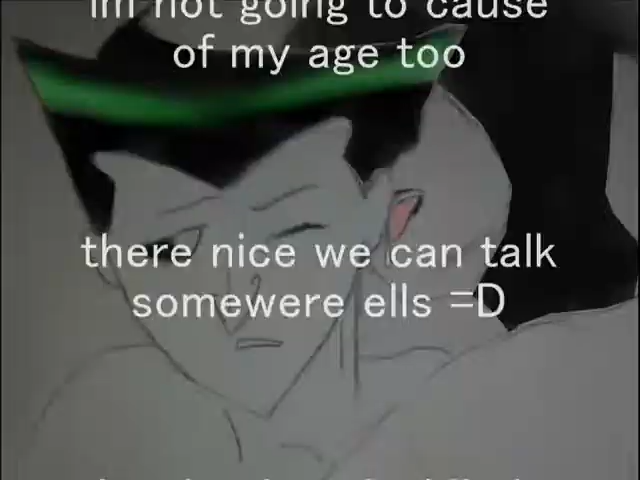 im not going to cause
of my age too
there nice we can talk
somewere ells =D